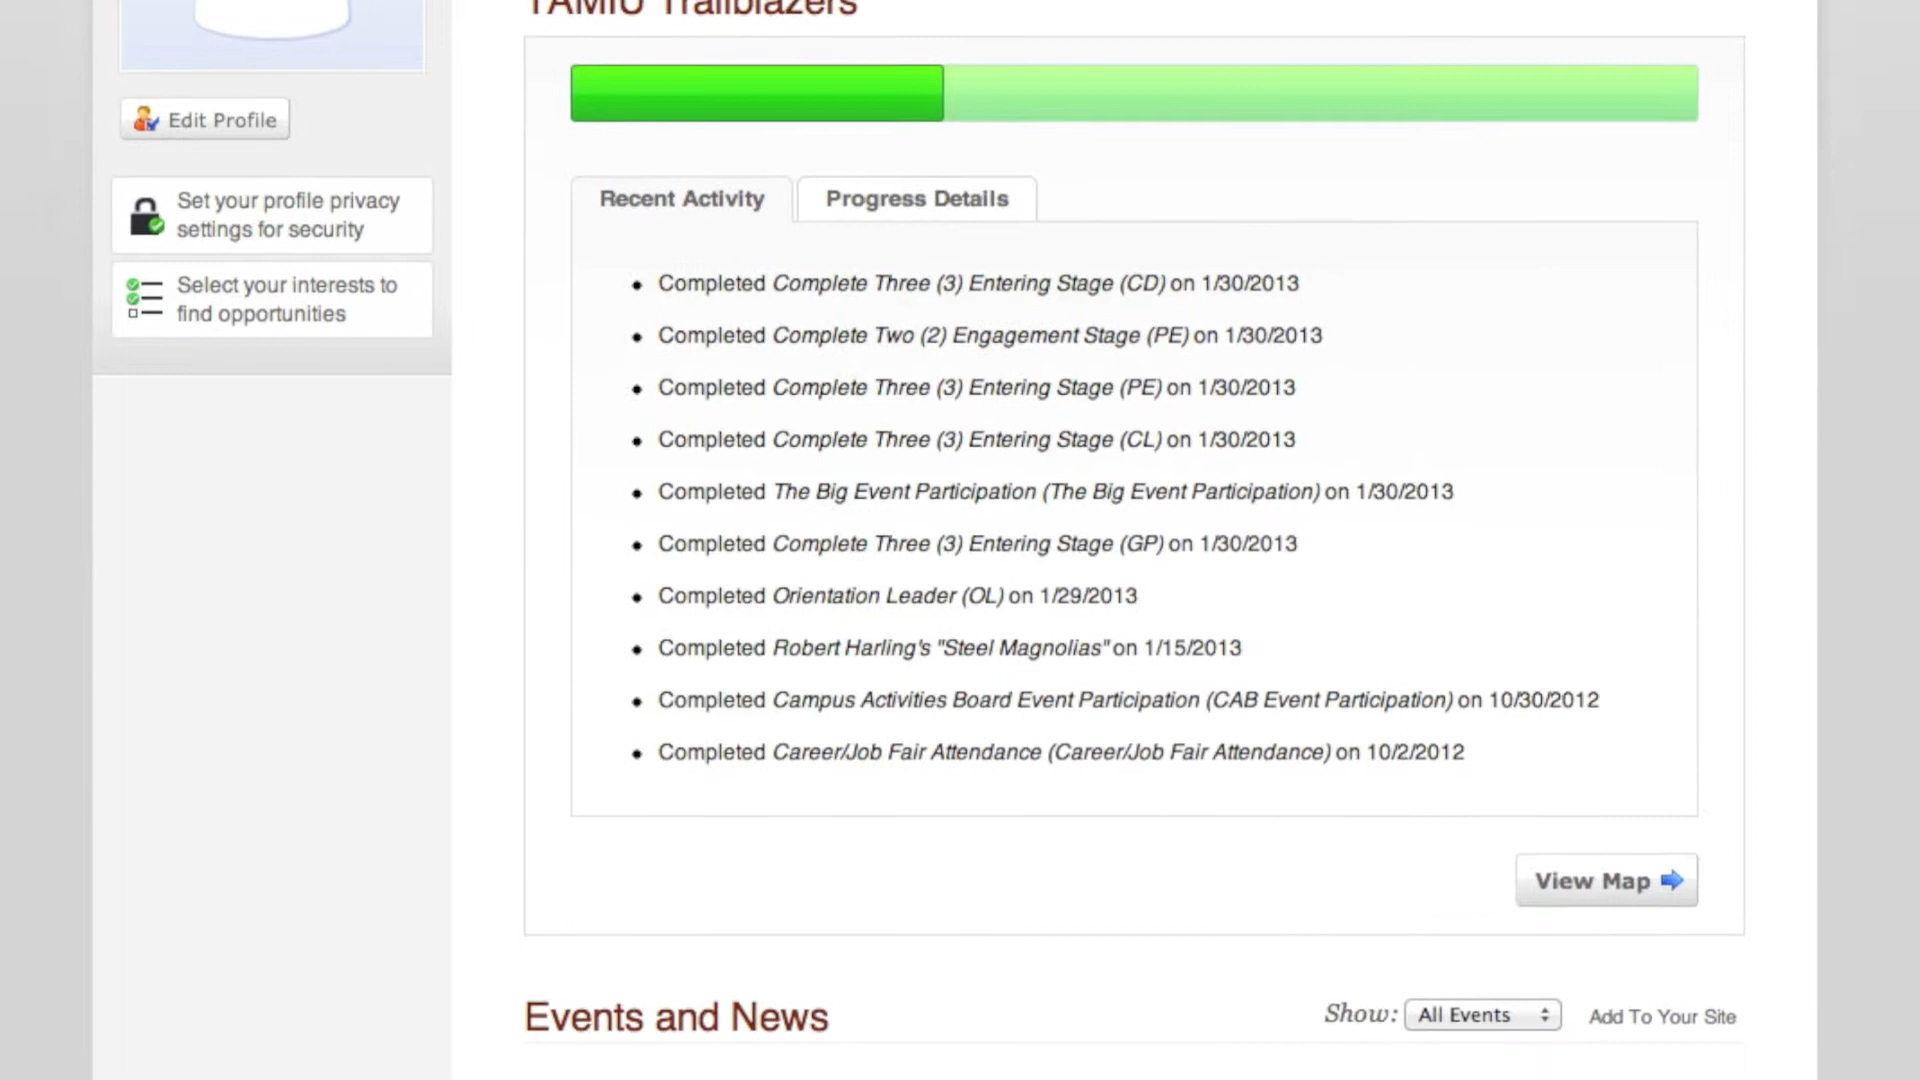 TAMIU Trailblazers
Edit Profile
Set your profile privacy
settings for security
Select your interests to
find opportunities
Recent Activity
Progress Details
Completed Complete Three (3) Entering Stage (CD) on 1/30/2013
Completed Complete Two (2) Engagement Stage (PE) on 1/30/2013
Completed Complete Three (3) Entering Stage (PE) on 1/30/2013
Completed Complete Three (3) Entering Stage (CL) on 1/30/2013
Completed The Big Event Participation (The Big Event Participation) on 1/30/2013
Completed Complete Three (3) Entering Stage (GP) on 1/30/2013
Completed Orientation Leader (OL) on 1/29/2013
Completed Robert Harling's "Steel Magnolias" on 1/15/2013
Completed Campus Activities Board Event Participation (CAB Event Participation) on 10/30/2012
Completed Career/Job Fair Attendance (Career/Job Fair Attendance) on 10/2/2012
View Map
Events and News
Show: All Events
Add To Your Site